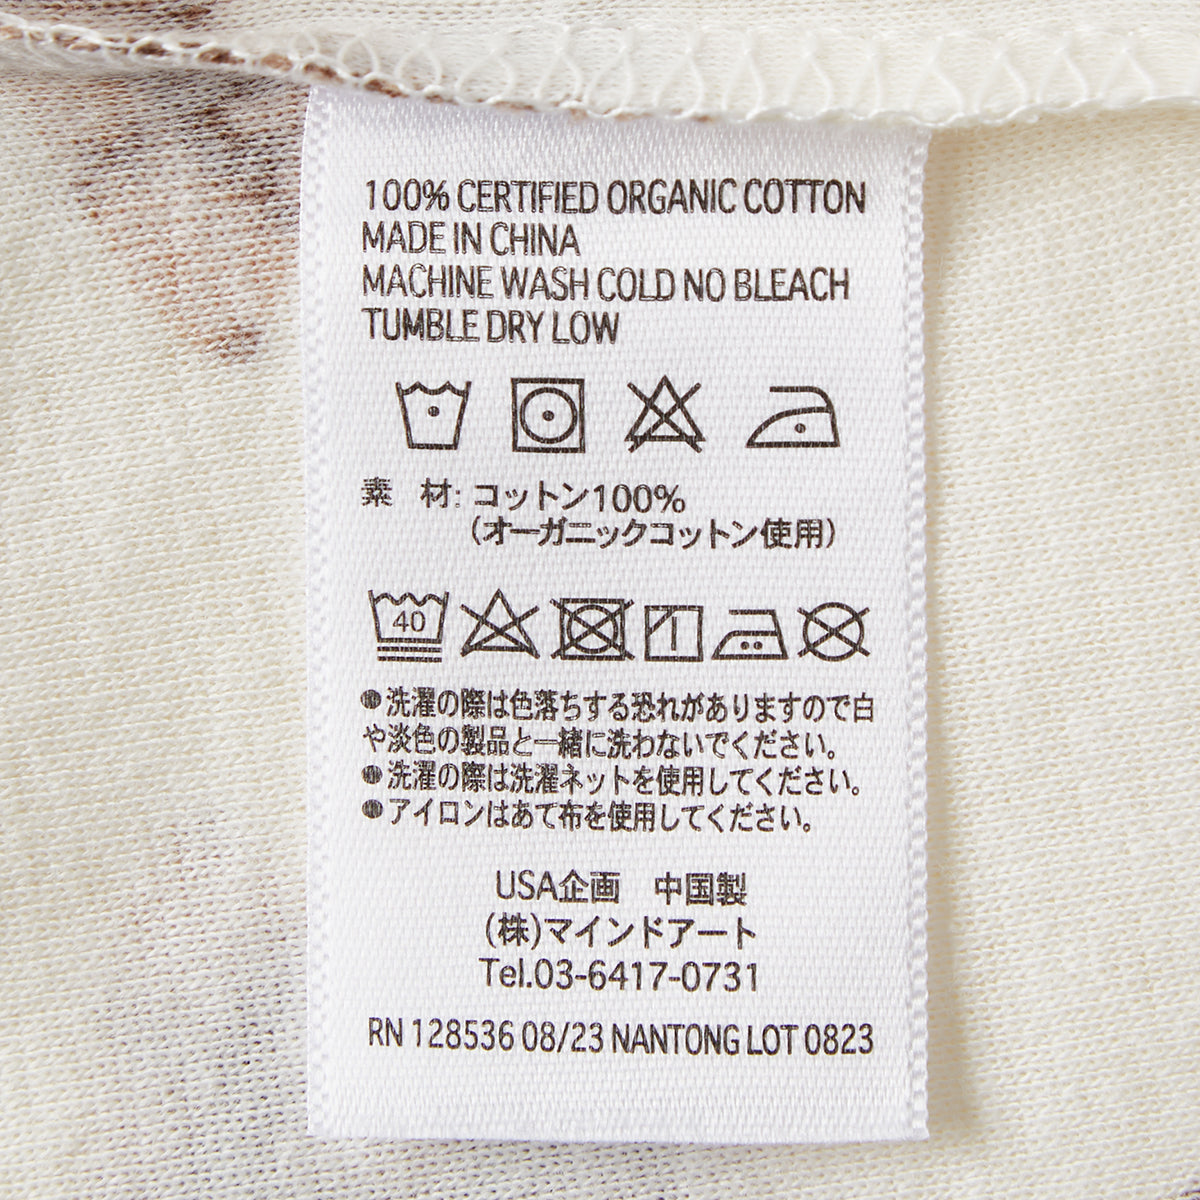 100% CERTIFIED ORGANIC COTTON
MADE IN CHINA
MACHINE WASH COLD NO BLEACH
TUMBLE DRY LOW
素 材: コットン100%
(オーガニックコットン使用)
40
●洗濯の際は色落ちする恐れがありますので白
や淡色の製品と一緒に洗わないでください。
●洗濯の際は洗濯ネットを使用してください。
●アイロンはあて布を使用してください。
USA企画 中国製
(株)マインドアート
Tel.03-6417-0731
RN 128536 08/23 NANTONG LOT 0823